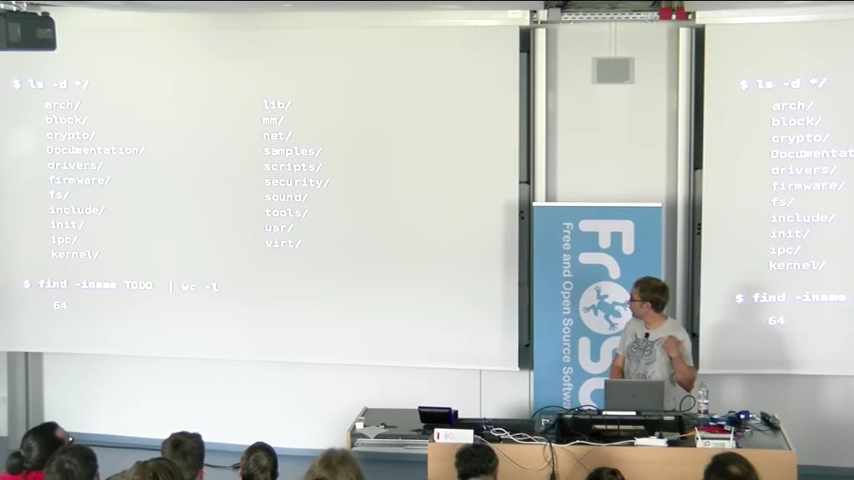 $ ls -d */
arch/
block/
crypto/
Documentation/
drivers/
firmware/
fs/
include/
init/
ipc/
kernel/
lib/
mm/
net/
samples/
scripts/
security/
sound/
tools/
usr/
virt/
$ find -iname TODO | wc -l
64
FrOSC
Free and Open Source Softwa
$ ls -d */
arch/
block/
crypto/
Documentat
drivers/
firmware/
fs/
include/
init/
ipc/
kernel/
$ find -iname
64